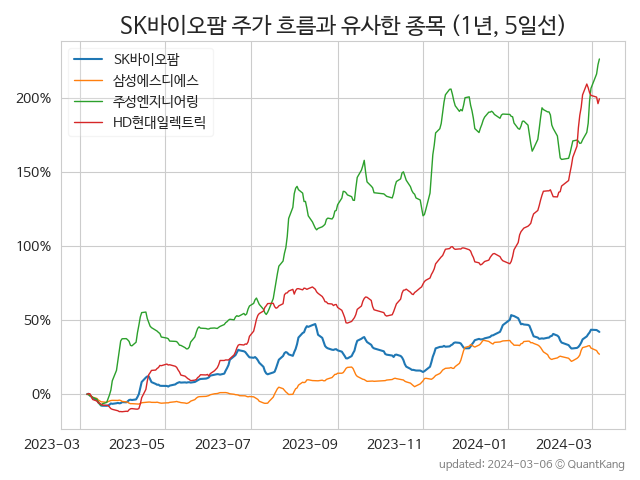 SK바이오팜 주가 흐름과 유사한 종목 (1년, 5일선)
SK바이오팜
삼성에스디에스
주성엔지니어링
HD현대일렉트릭
200%
150%
100%
50%
0%
2023-03 2023-05 2023-07 2023-09 2023-11 2024-01 2024-03
updated: 2024-03-06 © QuantKang